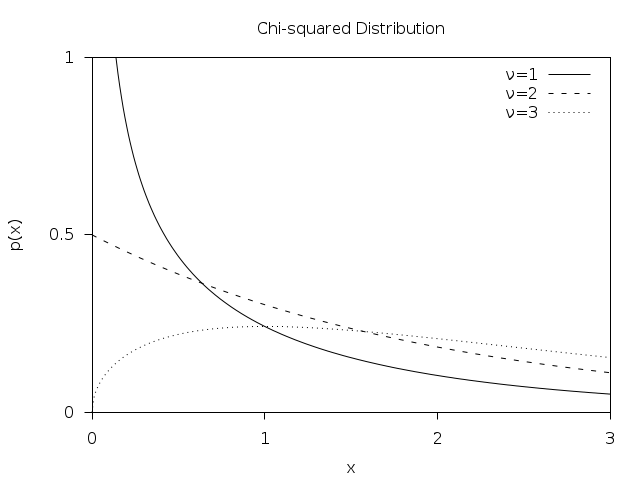 Chi-squared Distribution
1
ν=1
ν=2
ν=3
p(x)
0.5
0
0 1 2 3
x